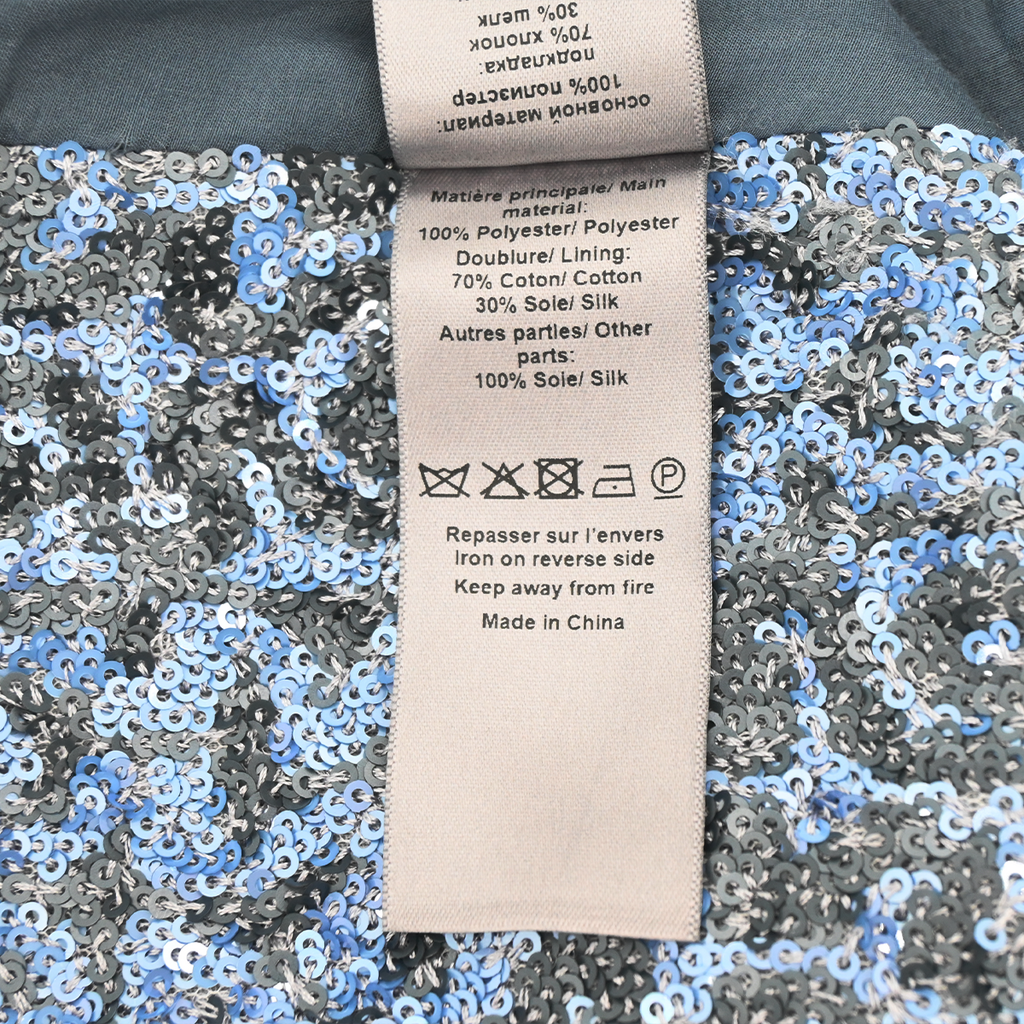 основной материал:
100% полиэстер
подкладка:
70% хлопок
30% шелк
Matière principale/ Main
material:
100% Polyester/ Polyester
Doublure/ Lining:
70% Coton/ Cotton
30% Soie/ Silk
Autres parties/ Other
parts:
100% Soie/ Silk
P
Repasser sur l'envers
Iron on reverse side
Keep away from fire
Made in China